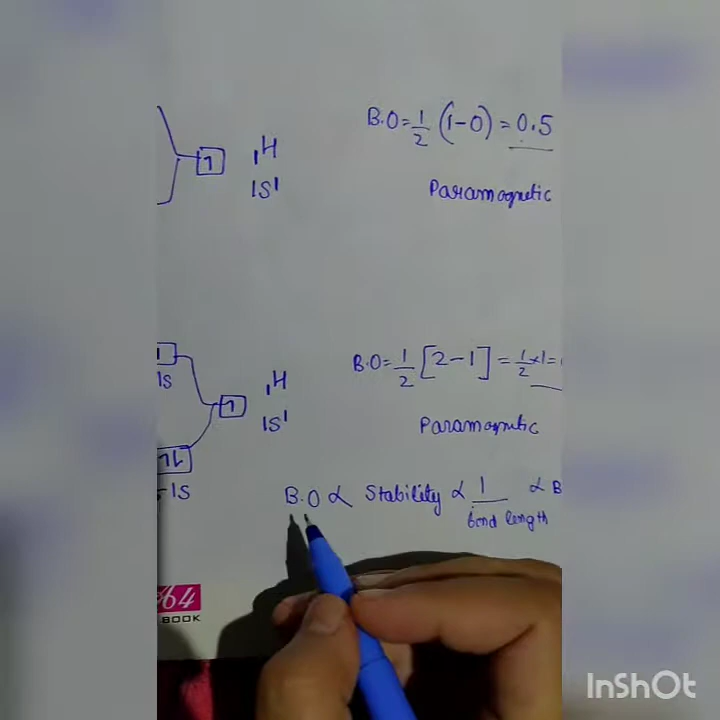 B.O = 1/2 (1-0) = 0.5
1 ₁H
1S¹
Paramagnetic
B.O = 1/2 [2-1] = 1/2 × 1 =
1 ₁H
1S
1 1S¹
Paramagnetic
1L
1S
B.O ∝ Stability ∝ 1/bond length ∝ B
64
BOOK
InShOt